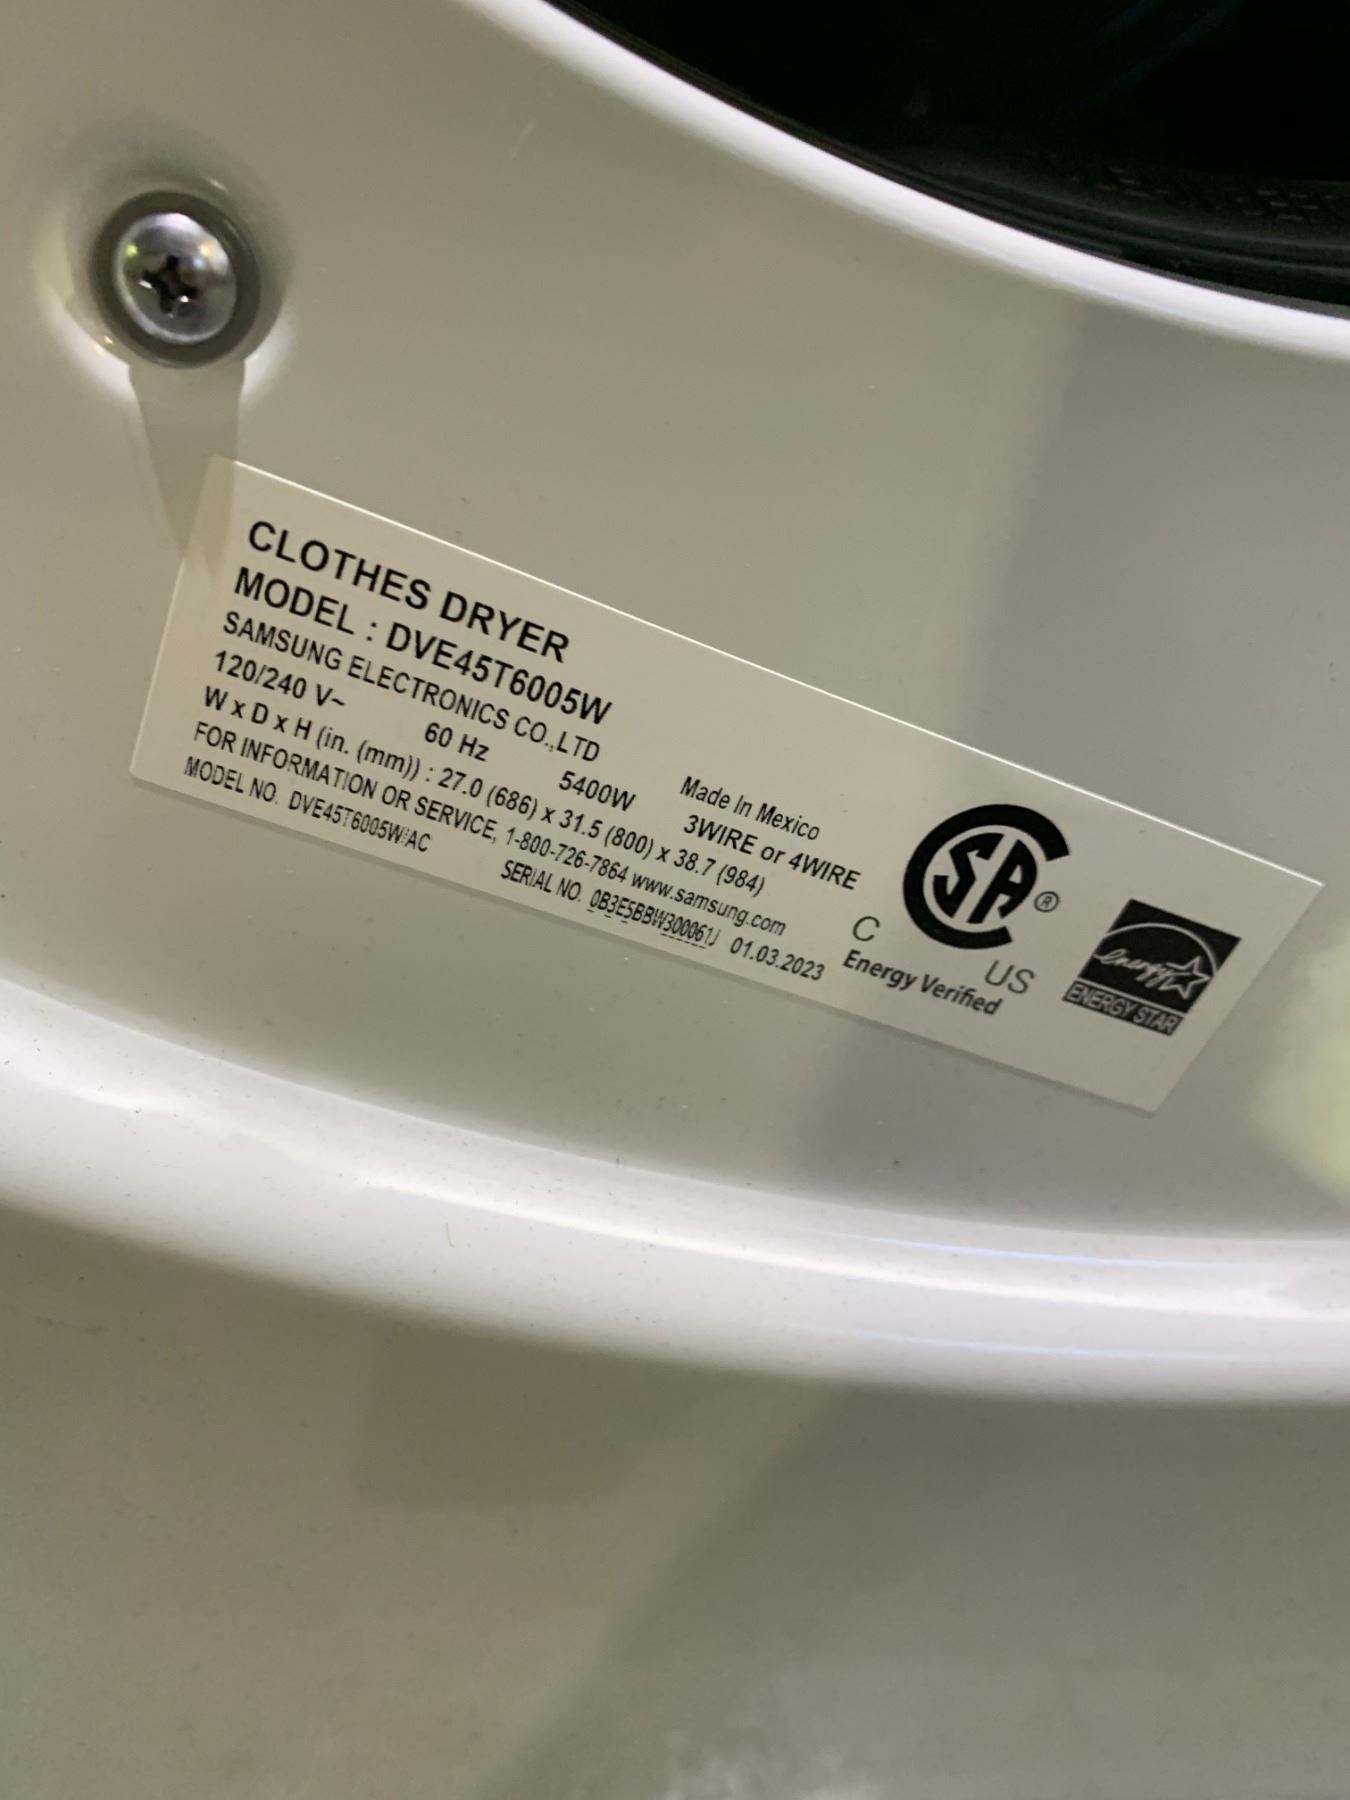 CLOTHES DRYER
MODEL : DVE45T6005W
SAMSUNG ELECTRONICS CO.,LTD
Made In Mexico
120/240 V~ 60 Hz 5400W 3WIRE or 4WIRE
W x D x H (in. (mm)) : 27.0 (686) x 31.5 (800) x 38.7 (984)
FOR INFORMATION OR SERVICE, 1-800-726-7864 www.samsung.com
MODEL NO. DVE45T6005W/AC SERIAL NO. 0B3E5BBW300061J 01.03.2023
CSA ®
C US
Energy Verified
energy
ENERGY STAR